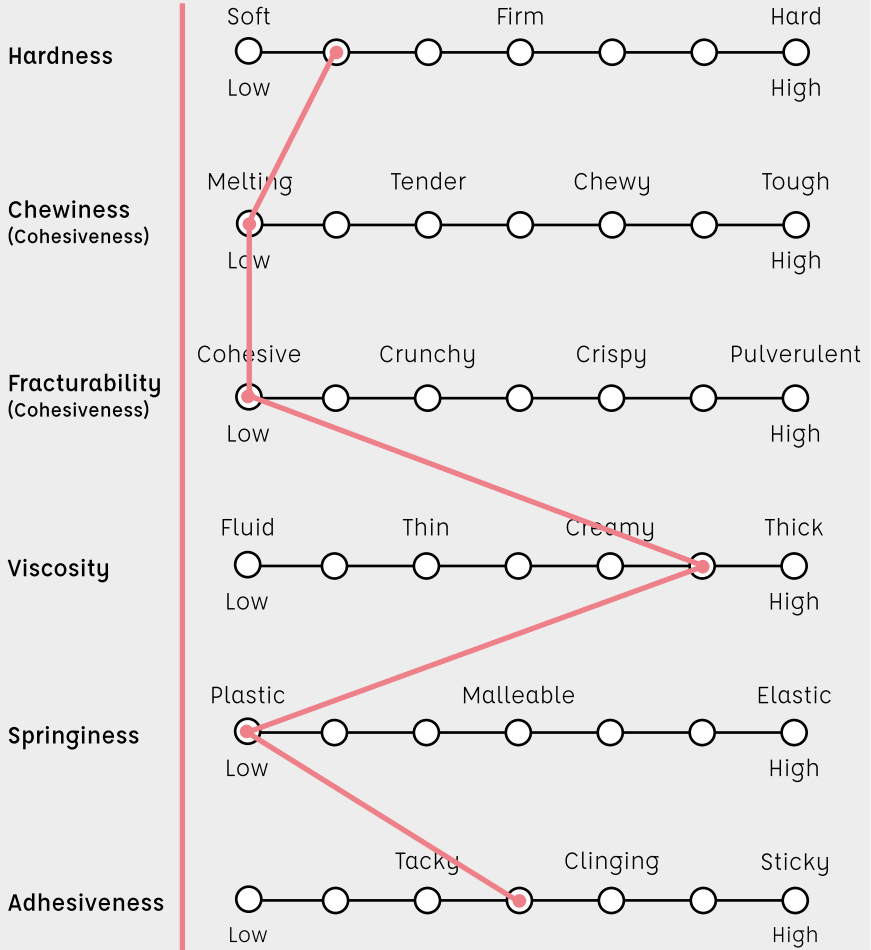 Soft Firm Hard
Hardness
Low High
Melting Tender Chewy Tough
Chewiness
(Cohesiveness)
Low High
Cohesive Crunchy Crispy Pulverulent
Fracturability
(Cohesiveness)
Low High
Fluid Thin Creamy Thick
Viscosity
Low High
Plastic Malleable Elastic
Springiness
Low High
Tacky Clinging Sticky
Adhesiveness
Low High